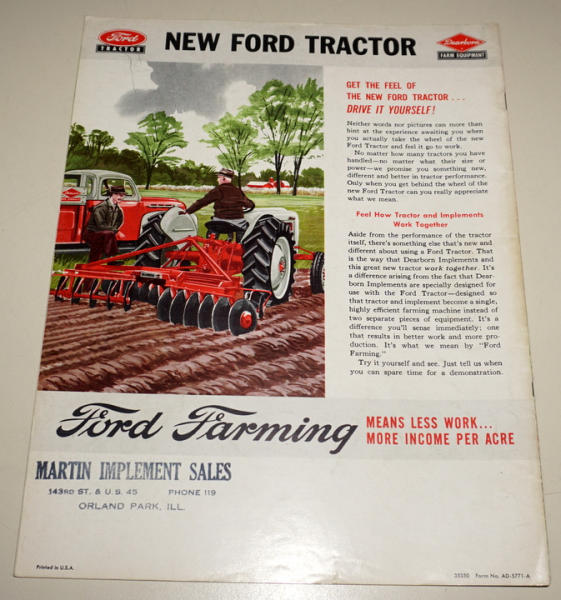 Ford
TRACTOR
NEW FORD TRACTOR
Dearborn
FARM EQUIPMENT
GET THE FEEL OF
THE NEW FORD TRACTOR . . .
DRIVE IT YOURSELF!
Neither words nor pictures can more than
hint at the experience awaiting you when
you actually take the wheel of the new
Ford Tractor and feel it go to work.
No matter how many tractors you have
handled—no matter what their size or
power—we promise you something new,
different and better in tractor performance.
Only when you get behind the wheel of the
new Ford Tractor can you really appreciate
what we mean.
Feel How Tractor and Implements
Work Together
Aside from the performance of the tractor
itself, there's something else that's new and
different about using a Ford Tractor. That
is the way that Dearborn Implements and
this great new tractor work together. It's
a difference arising from the fact that Dear-
born Implements are specially designed for
use with the Ford Tractor—designed so
that tractor and implement become a single,
highly efficient farming machine instead of
two separate pieces of equipment. It's a
difference you'll sense immediately; one
that results in better work and more pro-
duction. It's what we mean by "Ford
Farming."
Try it yourself and see. Just tell us when
you can spare time for a demonstration.
Ford Farming
MEANS LESS WORK...
MORE INCOME PER ACRE
MARTIN IMPLEMENT SALES
143RD ST. & U.S. 45 PHONE 119
ORLAND PARK, ILL.
Printed in U.S.A.
35350 Form No. AD-5771-A